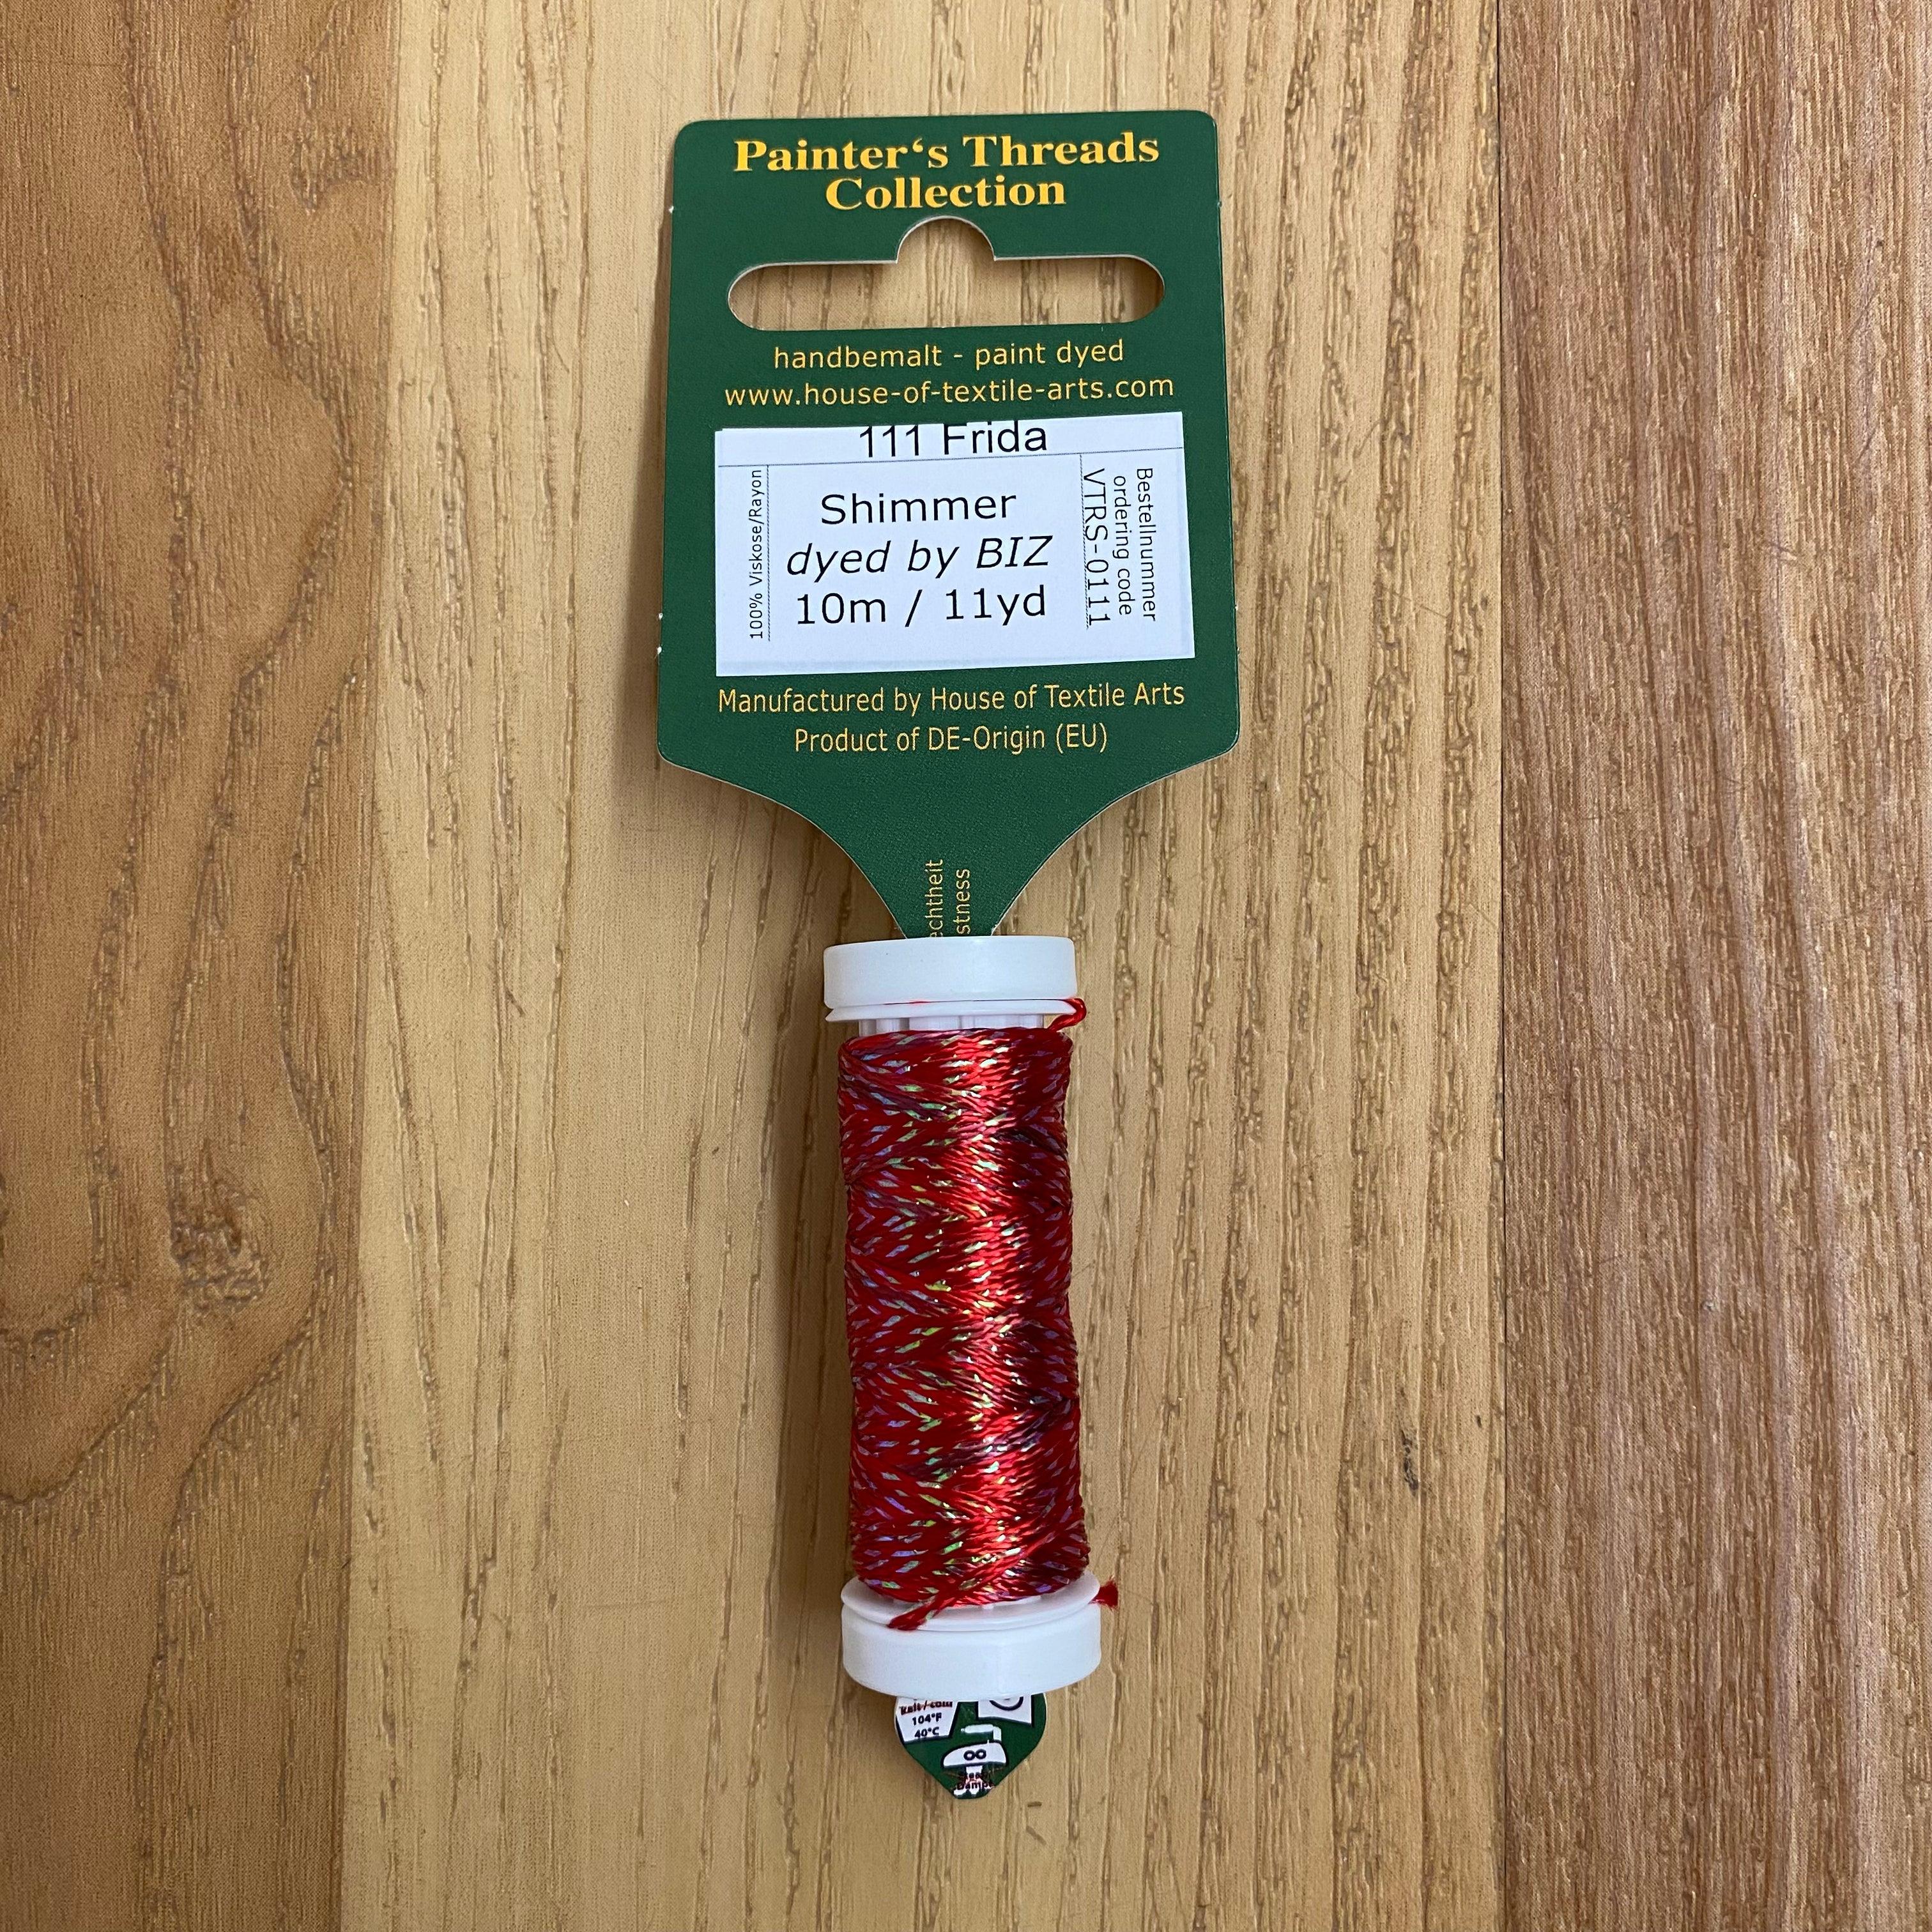 Painter‘s Threads
Collection
handbemalt - paint dyed
www.house-of-textile-arts.com
111 Frida
100% Viskose/Rayon
Shimmer
dyed by BIZ
10m / 11yd
Bestellnummer
ordering code
VTRS-0111
Manufactured by House of Textile Arts
Product of DE-Origin (EU)
echtheit
stness
104°F
40°C